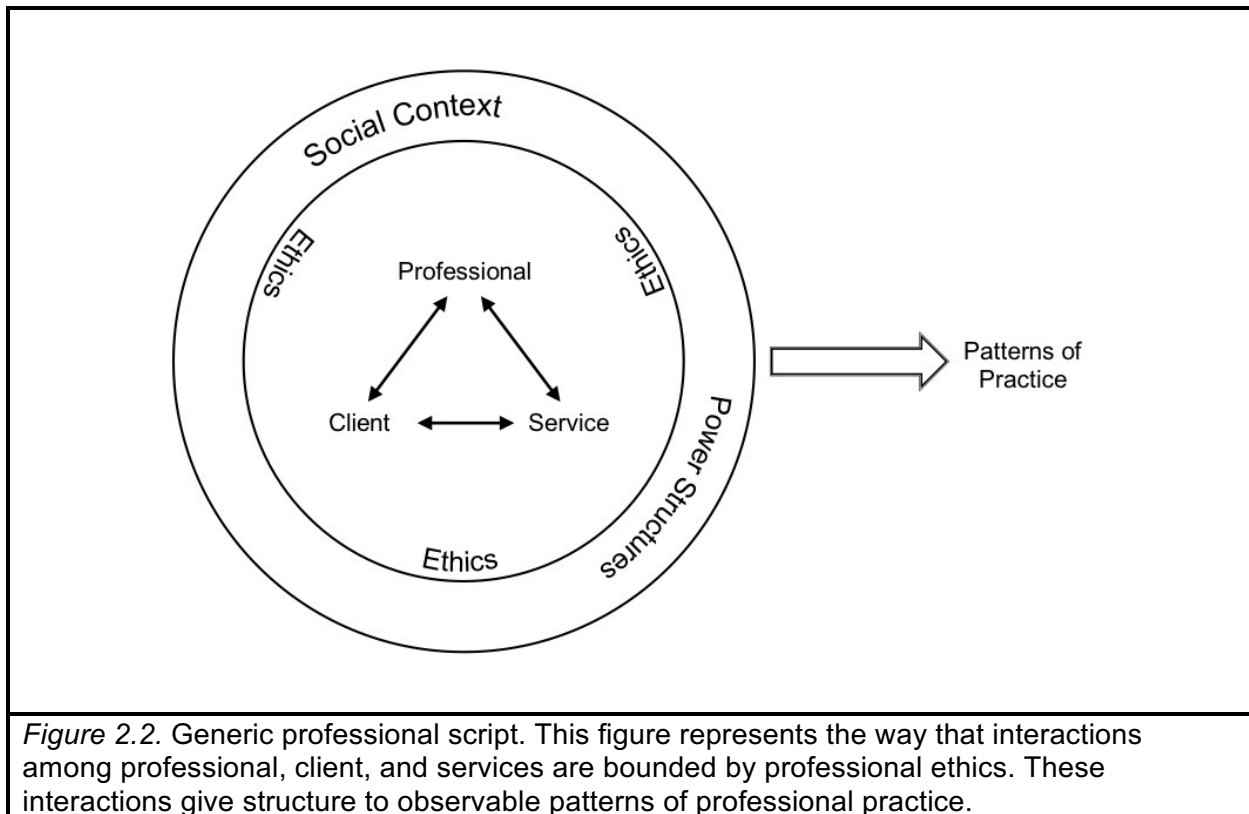 Social Context
Ethics
Ethics
Professional
Client
Service
Ethics
Power Structures
Patterns of
Practice
Figure 2.2. Generic professional script. This figure represents the way that interactions
among professional, client, and services are bounded by professional ethics. These
interactions give structure to observable patterns of professional practice.